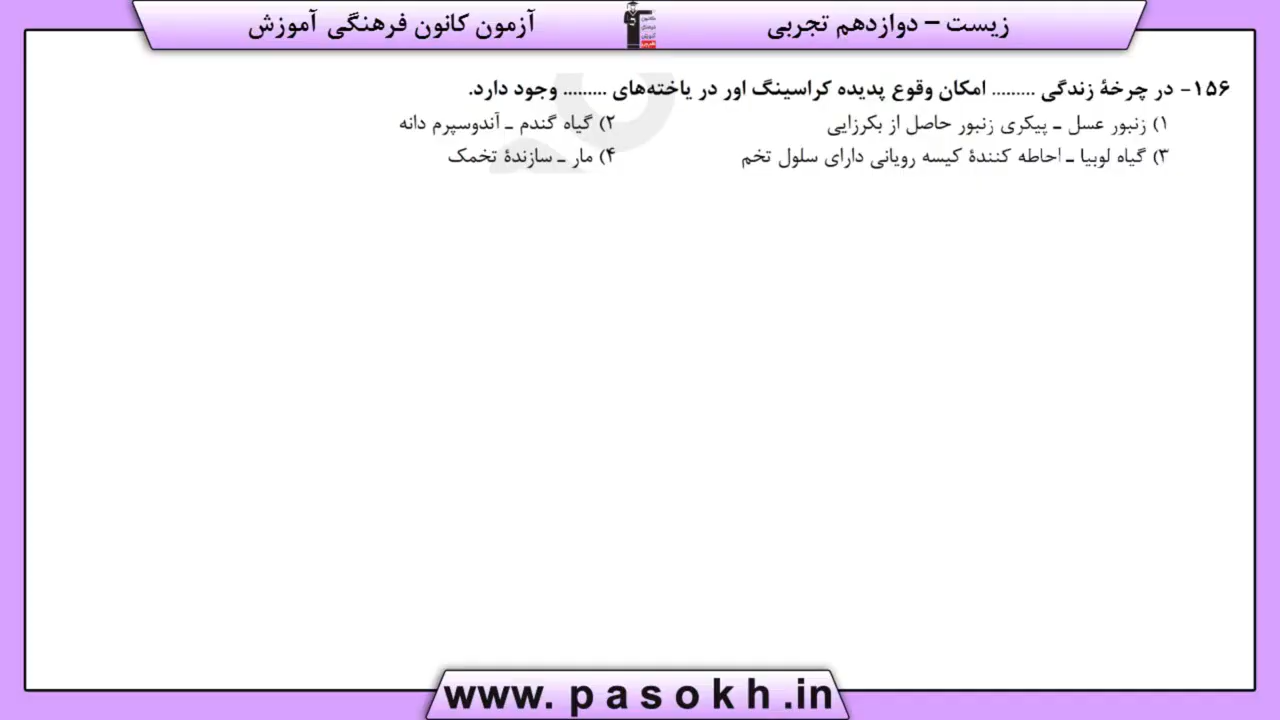 زیست – دوازدهم تجربی
آزمون کانون فرهنگی آموزش
۱۵۶- در چرخهٔ زندگی ......... امکان وقوع پدیده کراسینگ اور در یاخته‌های ......... وجود دارد.
۱) زنبور عسل ـ پیکری زنبور حاصل از بکرزایی
۲) گیاه گندم ـ آندوسپرم دانه
۳) گیاه لوبیا ـ احاطه کنندهٔ کیسه رویانی دارای سلول تخم
۴) مار ـ سازندهٔ تخمک
www. p a s o k h .in